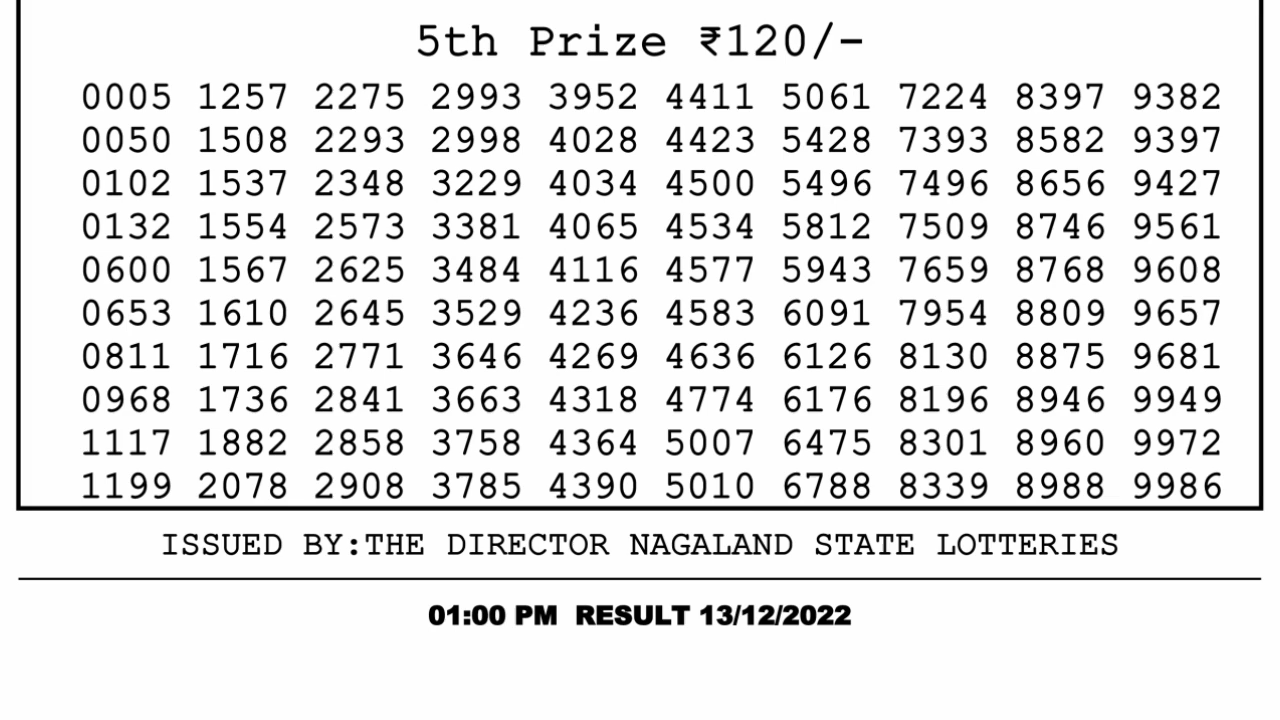 5th Prize ₹120/-
0005 1257 2275 2993 3952 4411 5061 7224 8397 9382
0050 1508 2293 2998 4028 4423 5428 7393 8582 9397
0102 1537 2348 3229 4034 4500 5496 7496 8656 9427
0132 1554 2573 3381 4065 4534 5812 7509 8746 9561
0600 1567 2625 3484 4116 4577 5943 7659 8768 9608
0653 1610 2645 3529 4236 4583 6091 7954 8809 9657
0811 1716 2771 3646 4269 4636 6126 8130 8875 9681
0968 1736 2841 3663 4318 4774 6176 8196 8946 9949
1117 1882 2858 3758 4364 5007 6475 8301 8960 9972
1199 2078 2908 3785 4390 5010 6788 8339 8988 9986
ISSUED BY:THE DIRECTOR NAGALAND STATE LOTTERIES
01:00 PM RESULT 13/12/2022